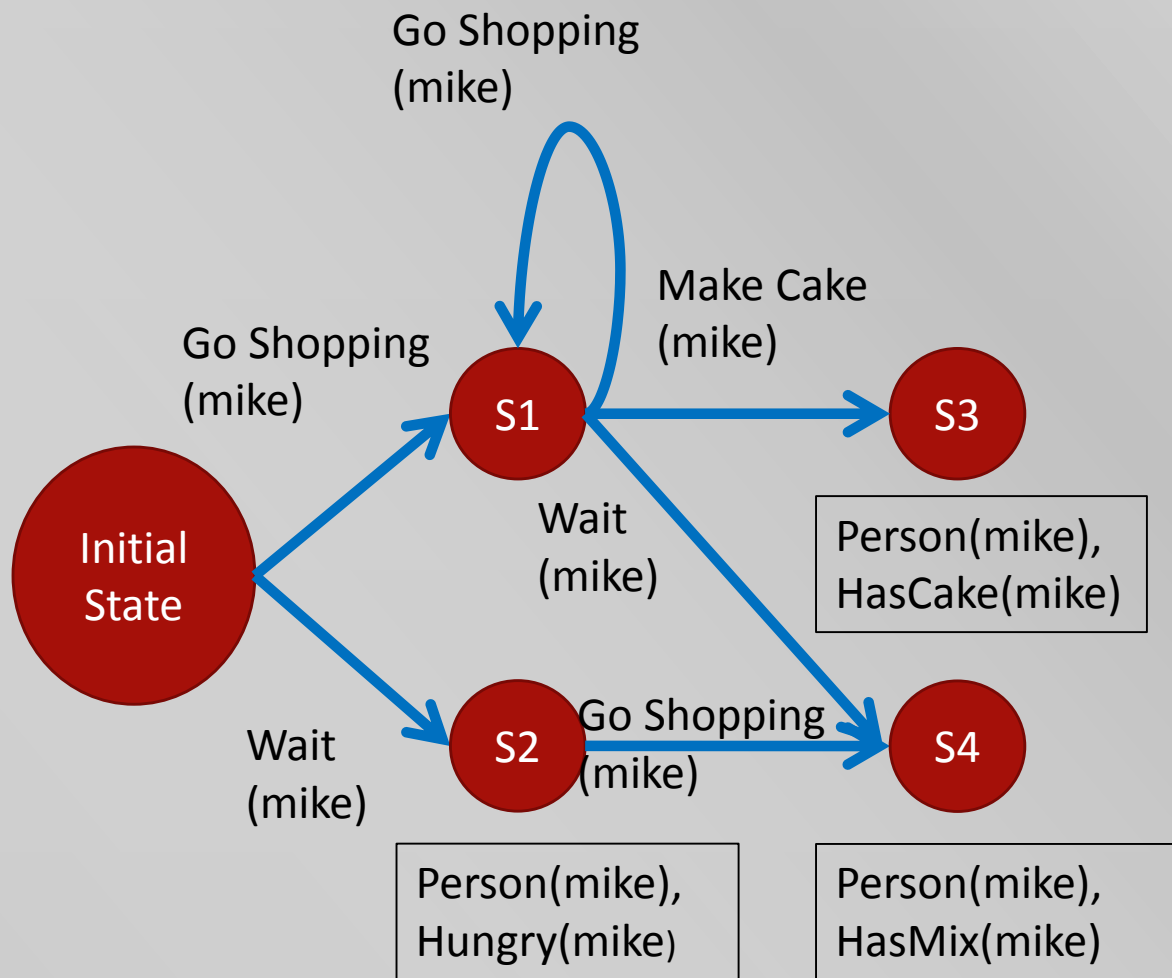 Go Shopping
(mike)
Make Cake
(mike)
Go Shopping
(mike)
S1
S3
Wait
(mike)
Person(mike),
HasCake(mike)
Initial
State
Wait
(mike)
S2
Go Shopping
(mike)
S4
Person(mike),
Hungry(mike)
Person(mike),
HasMix(mike)